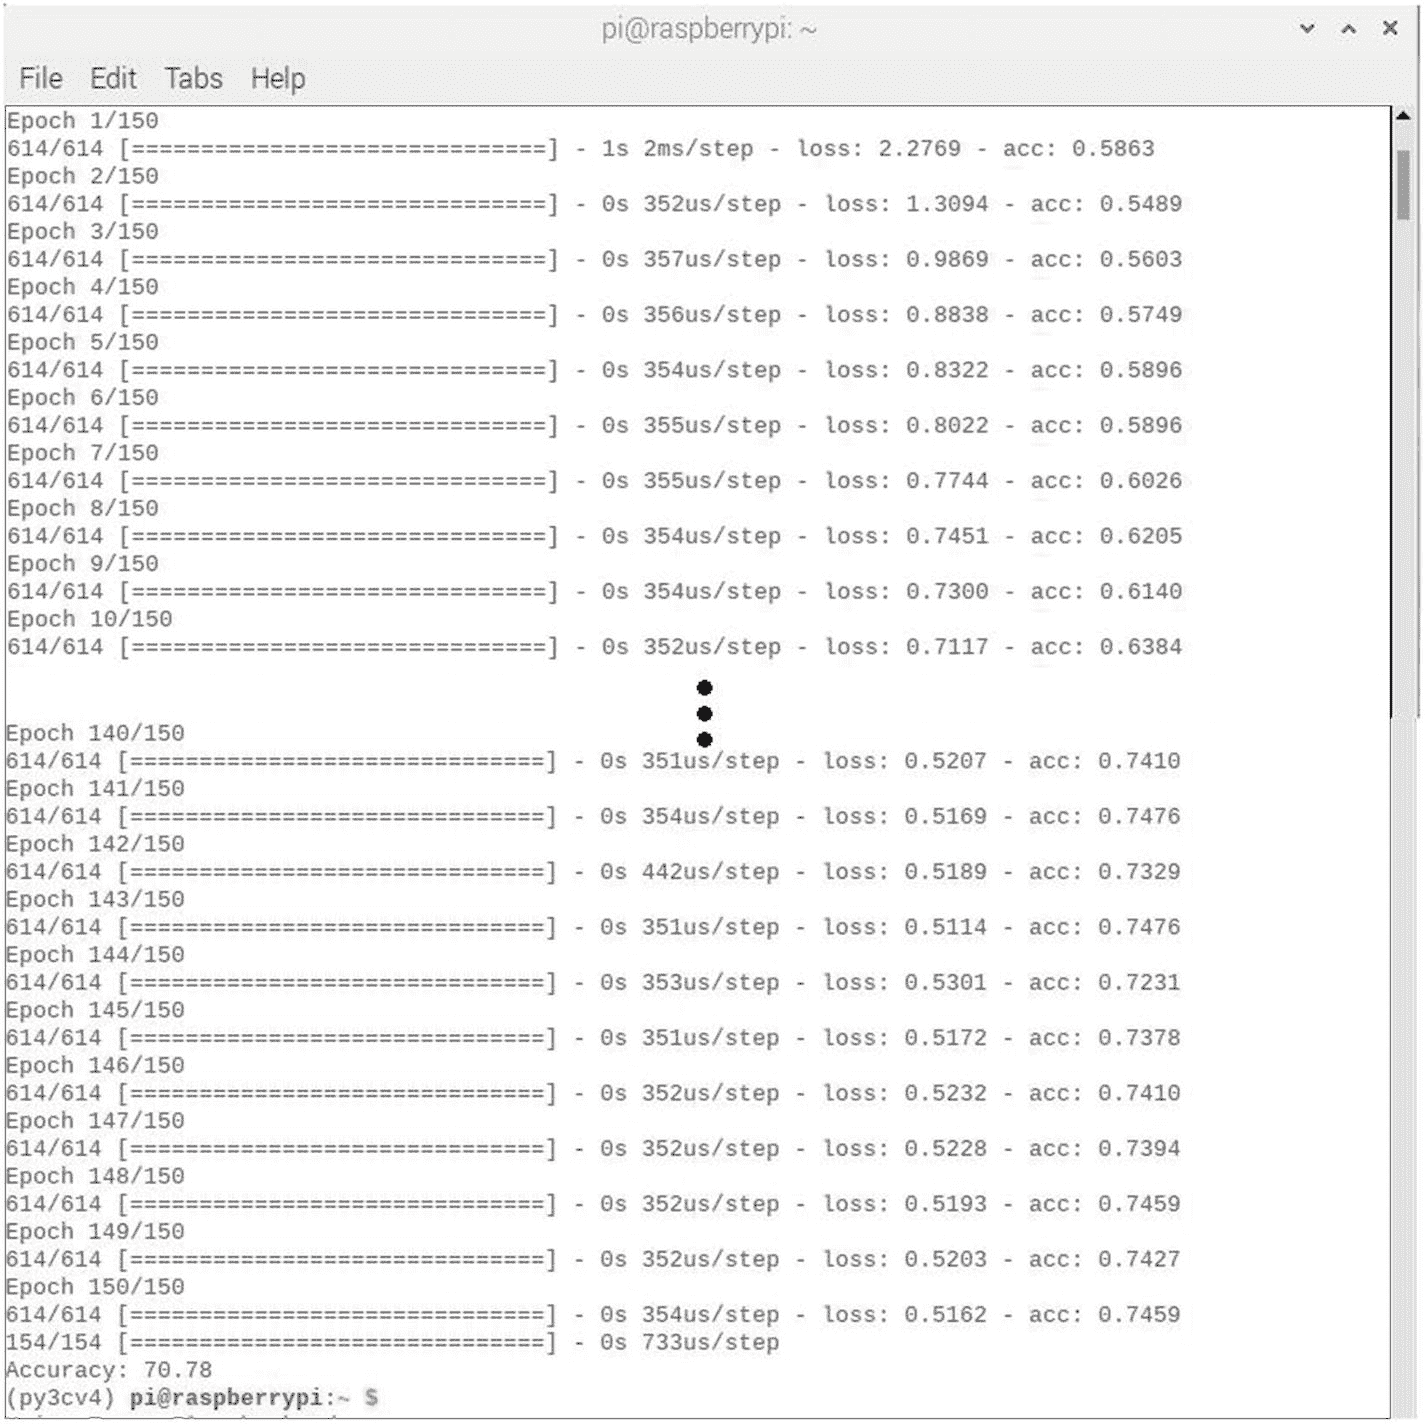 pi@raspberrypi: ~
File Edit Tabs Help
Epoch 1/150
614/614 [==============================] - 1s 2ms/step - loss: 2.2769 - acc: 0.5863
Epoch 2/150
614/614 [==============================] - 0s 352us/step - loss: 1.3094 - acc: 0.5489
Epoch 3/150
614/614 [==============================] - 0s 357us/step - loss: 0.9869 - acc: 0.5603
Epoch 4/150
614/614 [==============================] - 0s 356us/step - loss: 0.8838 - acc: 0.5749
Epoch 5/150
614/614 [==============================] - 0s 354us/step - loss: 0.8322 - acc: 0.5896
Epoch 6/150
614/614 [==============================] - 0s 355us/step - loss: 0.8022 - acc: 0.5896
Epoch 7/150
614/614 [==============================] - 0s 355us/step - loss: 0.7744 - acc: 0.6026
Epoch 8/150
614/614 [==============================] - 0s 354us/step - loss: 0.7451 - acc: 0.6205
Epoch 9/150
614/614 [==============================] - 0s 354us/step - loss: 0.7300 - acc: 0.6140
Epoch 10/150
614/614 [==============================] - 0s 352us/step - loss: 0.7117 - acc: 0.6384
Epoch 140/150
614/614 [==============================] - 0s 351us/step - loss: 0.5207 - acc: 0.7410
Epoch 141/150
614/614 [==============================] - 0s 354us/step - loss: 0.5169 - acc: 0.7476
Epoch 142/150
614/614 [==============================] - 0s 442us/step - loss: 0.5189 - acc: 0.7329
Epoch 143/150
614/614 [==============================] - 0s 351us/step - loss: 0.5114 - acc: 0.7476
Epoch 144/150
614/614 [==============================] - 0s 353us/step - loss: 0.5301 - acc: 0.7231
Epoch 145/150
614/614 [==============================] - 0s 351us/step - loss: 0.5172 - acc: 0.7378
Epoch 146/150
614/614 [==============================] - 0s 352us/step - loss: 0.5232 - acc: 0.7410
Epoch 147/150
614/614 [==============================] - 0s 352us/step - loss: 0.5228 - acc: 0.7394
Epoch 148/150
614/614 [==============================] - 0s 352us/step - loss: 0.5193 - acc: 0.7459
Epoch 149/150
614/614 [==============================] - 0s 352us/step - loss: 0.5203 - acc: 0.7427
Epoch 150/150
614/614 [==============================] - 0s 354us/step - loss: 0.5162 - acc: 0.7459
154/154 [==============================] - 0s 733us/step
Accuracy: 70.78
(py3cv4) pi@raspberrypi:~ $